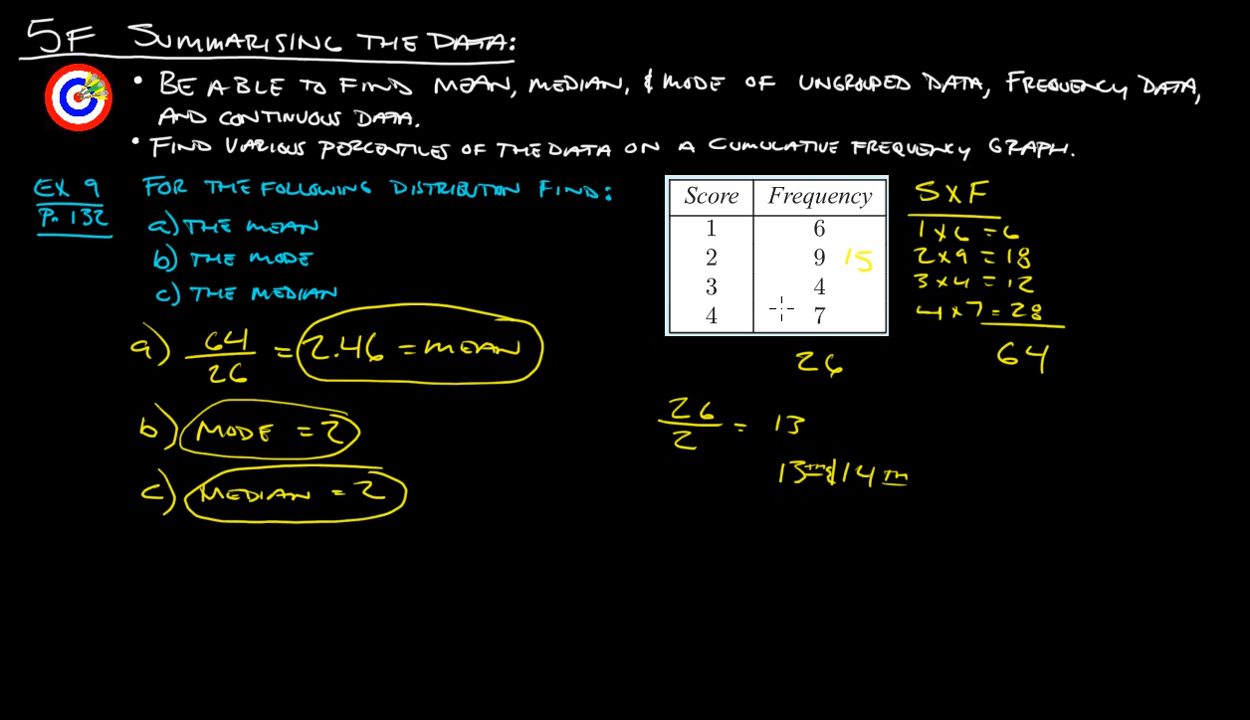 5F SUMMARISING THE DATA:
• BE ABLE TO FIND MEAN, MEDIAN, & MODE OF UNGROUPED DATA, FREQUENCY DATA,
AND CONTINUOUS DATA.
• FIND VARIOUS PERCENTILES OF THE DATA ON A CUMULATIVE FREQUENCY GRAPH.
EX 9 FOR THE FOLLOWING DISTRIBUTION FIND:
P. 132
a) THE MEAN
b) THE MODE
c) THE MEDIAN
Score Frequency
1 6
2 9 15
3 4
4 7
26
S x F
1 x 6 = 6
2 x 9 = 18
3 x 4 = 12
4 x 7 = 28
64
a) 64/26 = 2.46 = MEAN
b) MODE = 2
c) MEDIAN = 2
26/2 = 13
13TH & 14TH